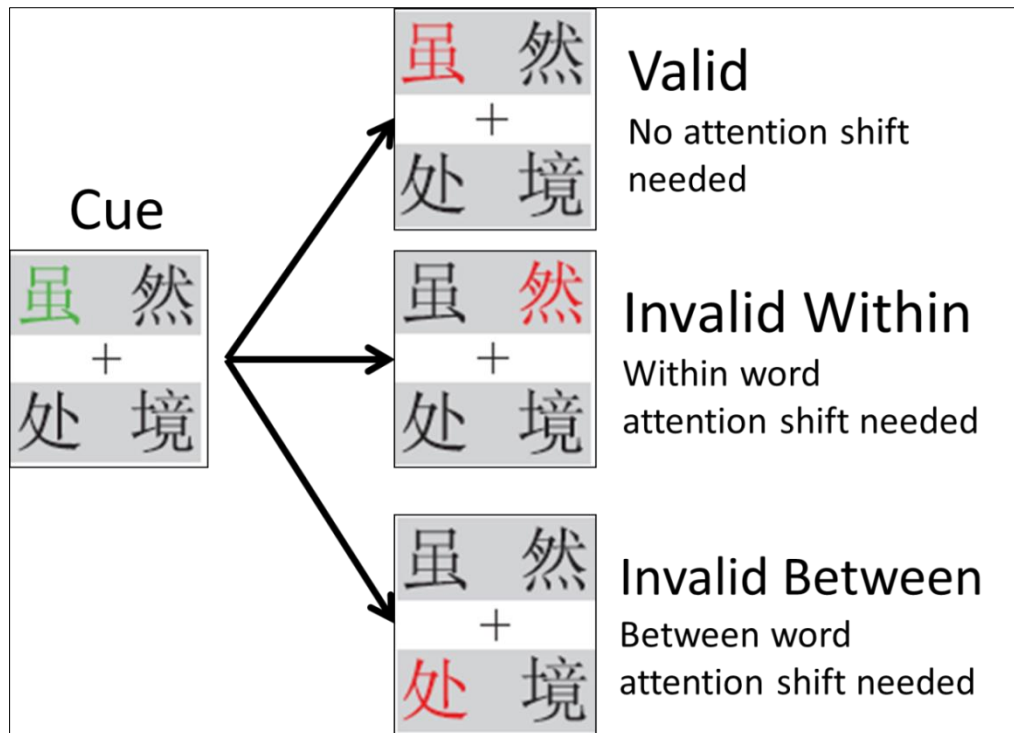 Cue
虽 然
+
处 境
虽 然
+
处 境
Valid
No attention shift
needed
虽 然
+
处 境
Invalid Within
Within word
attention shift needed
虽 然
+
处 境
Invalid Between
Between word
attention shift needed